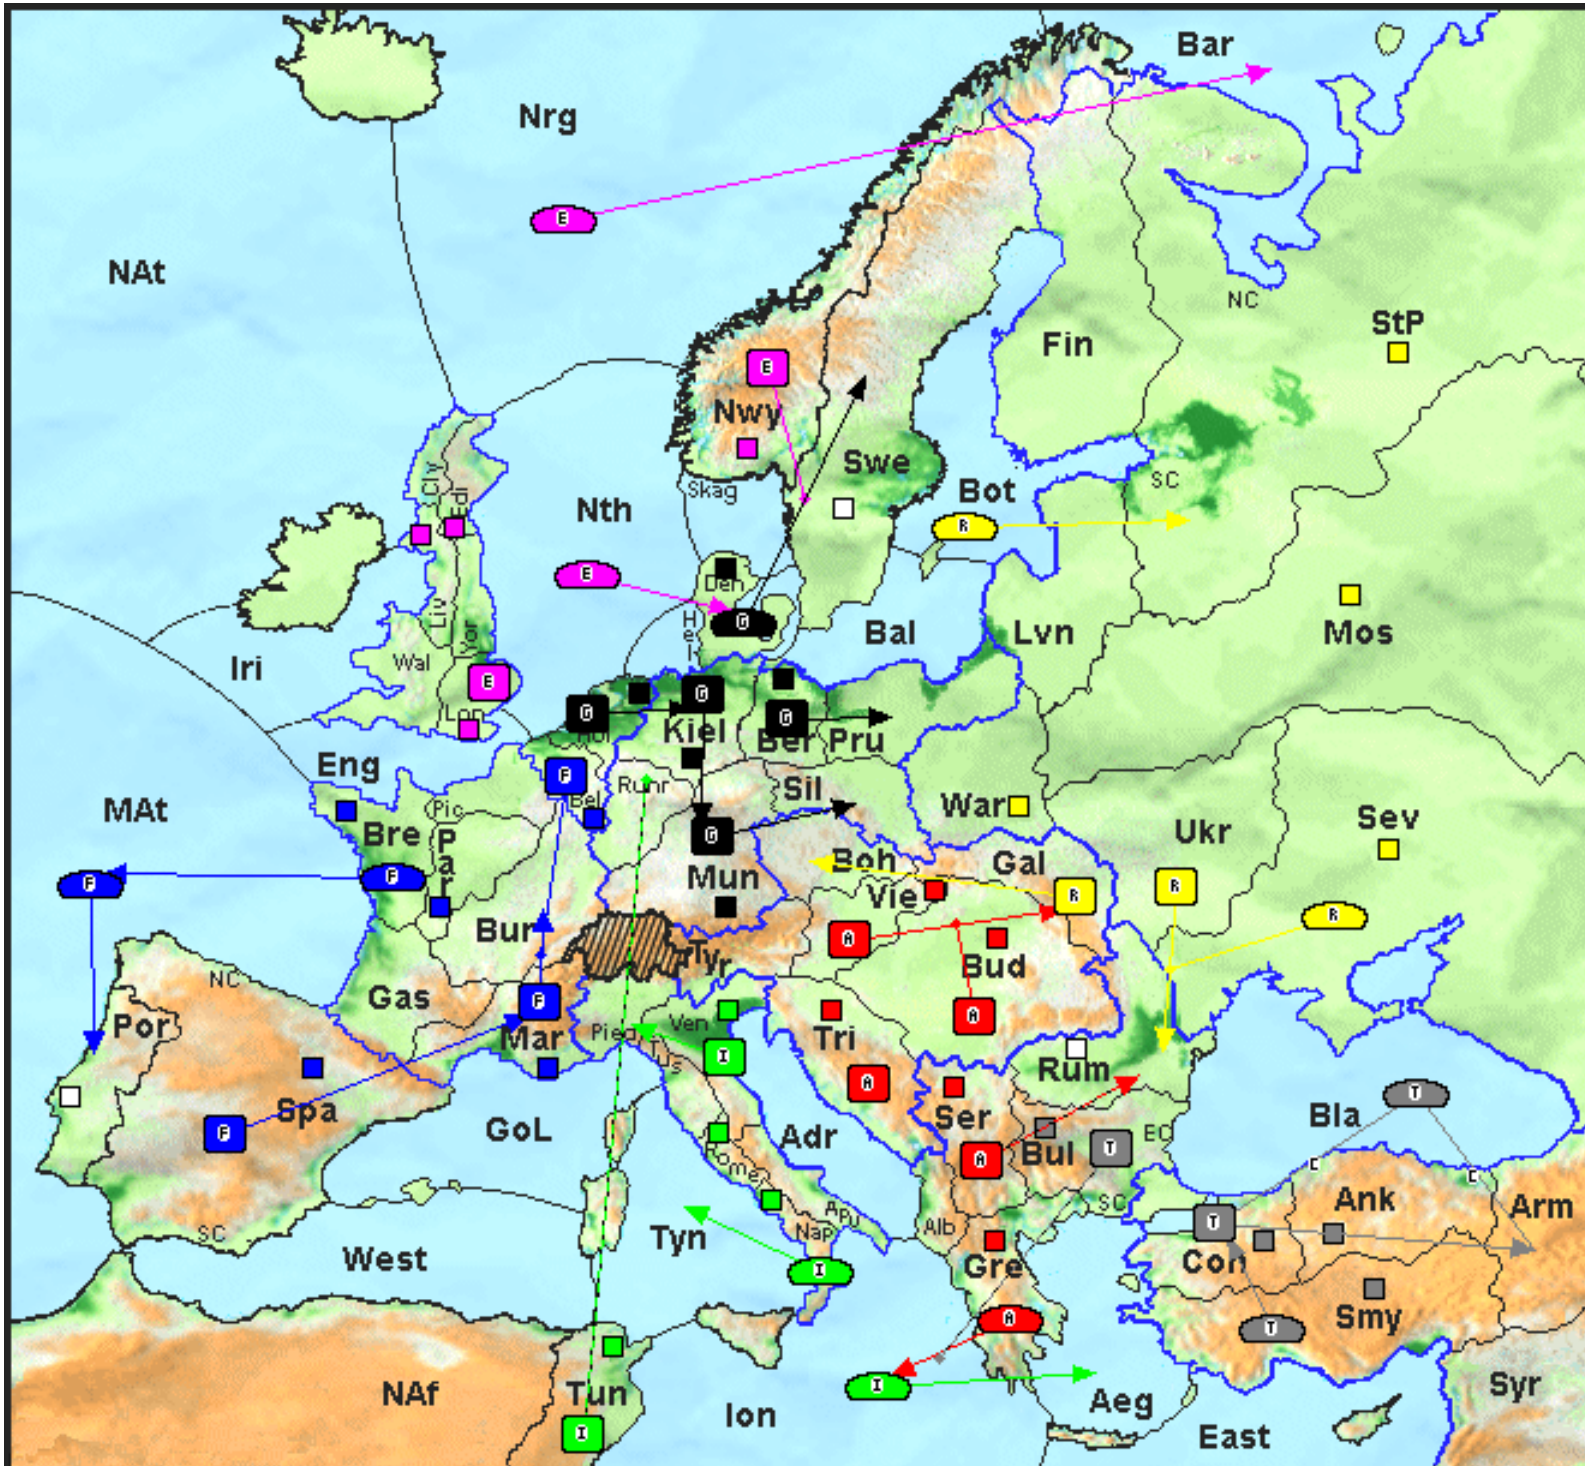 Bar
Nrg
E
NAt
NC
StP
Fin
E
Nwy
Swe
Skag
Bot
SC
R
Nth
Cly
Edi
E
Den
G
Hel
Bal
Lvn
Mos
Liv
Yor
Iri
Wal
E
Lon
G
G
G
Hol
Kiel
Ber
Pru
Eng
F
Ruhr
Sil
Bel
MAt
Pic
Bre
Par
War
Ukr
Sev
G
Boh
Gal
Mun
Vie
F
F
R
R
R
Bur
A
Tyr
Bud
NC
Gas
F
A
Por
Mar
Pied
Ven
Tri
Tus
I
Rum
A
Spa
F
GoL
Adr
Ser
Bla
T
Bul
T
EC
A
Rome
C
C
SC
Apu
Nap
Alb
SC
Ank
Arm
West
Tyn
T
Con
I
Gre
Smy
A
T
NAf
Tun
I
Aeg
Syr
Ion
I
East